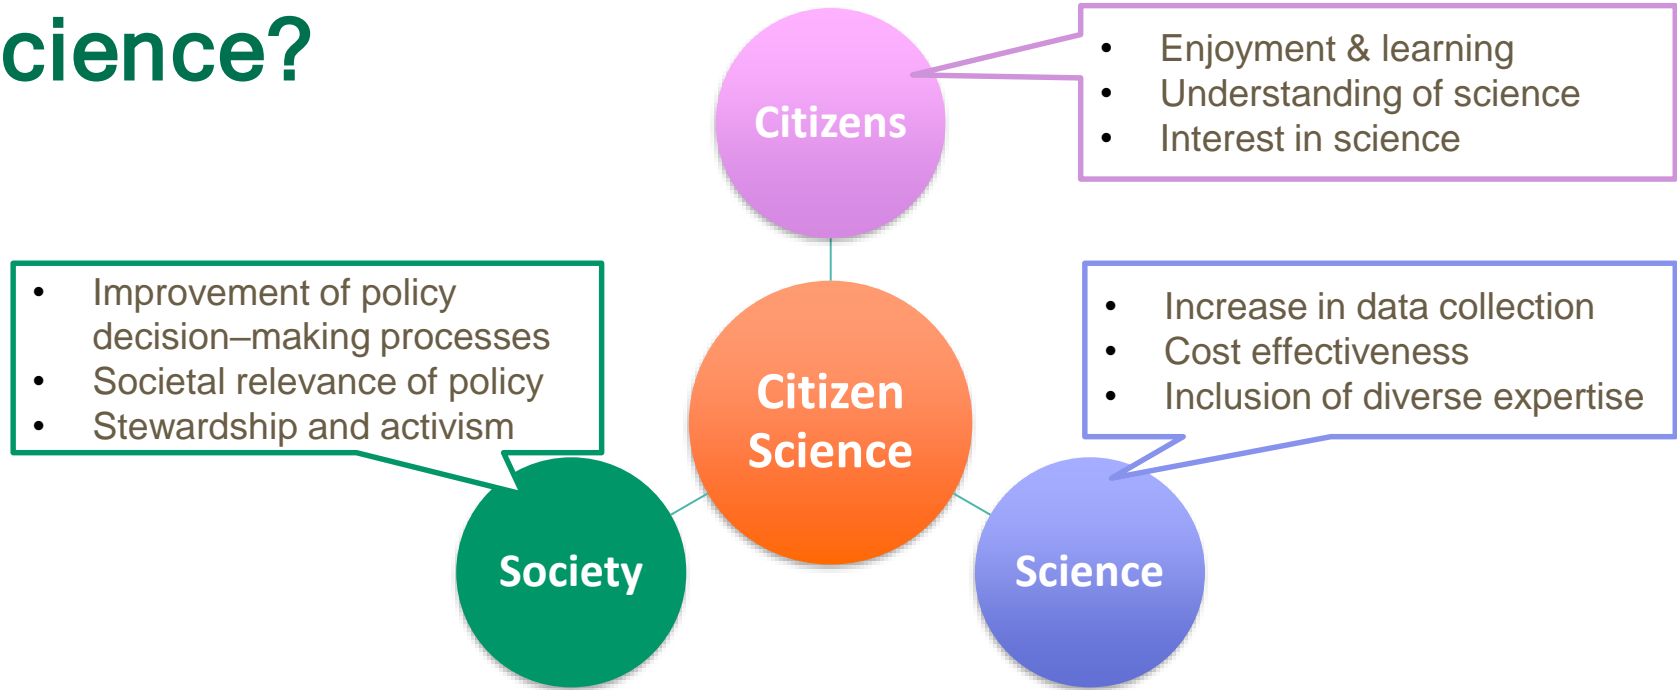 cience?
Citizens
• Enjoyment & learning
• Understanding of science
• Interest in science
• Improvement of policy
decision–making processes
• Societal relevance of policy
• Stewardship and activism
Citizen
Science
• Increase in data collection
• Cost effectiveness
• Inclusion of diverse expertise
Society
Science